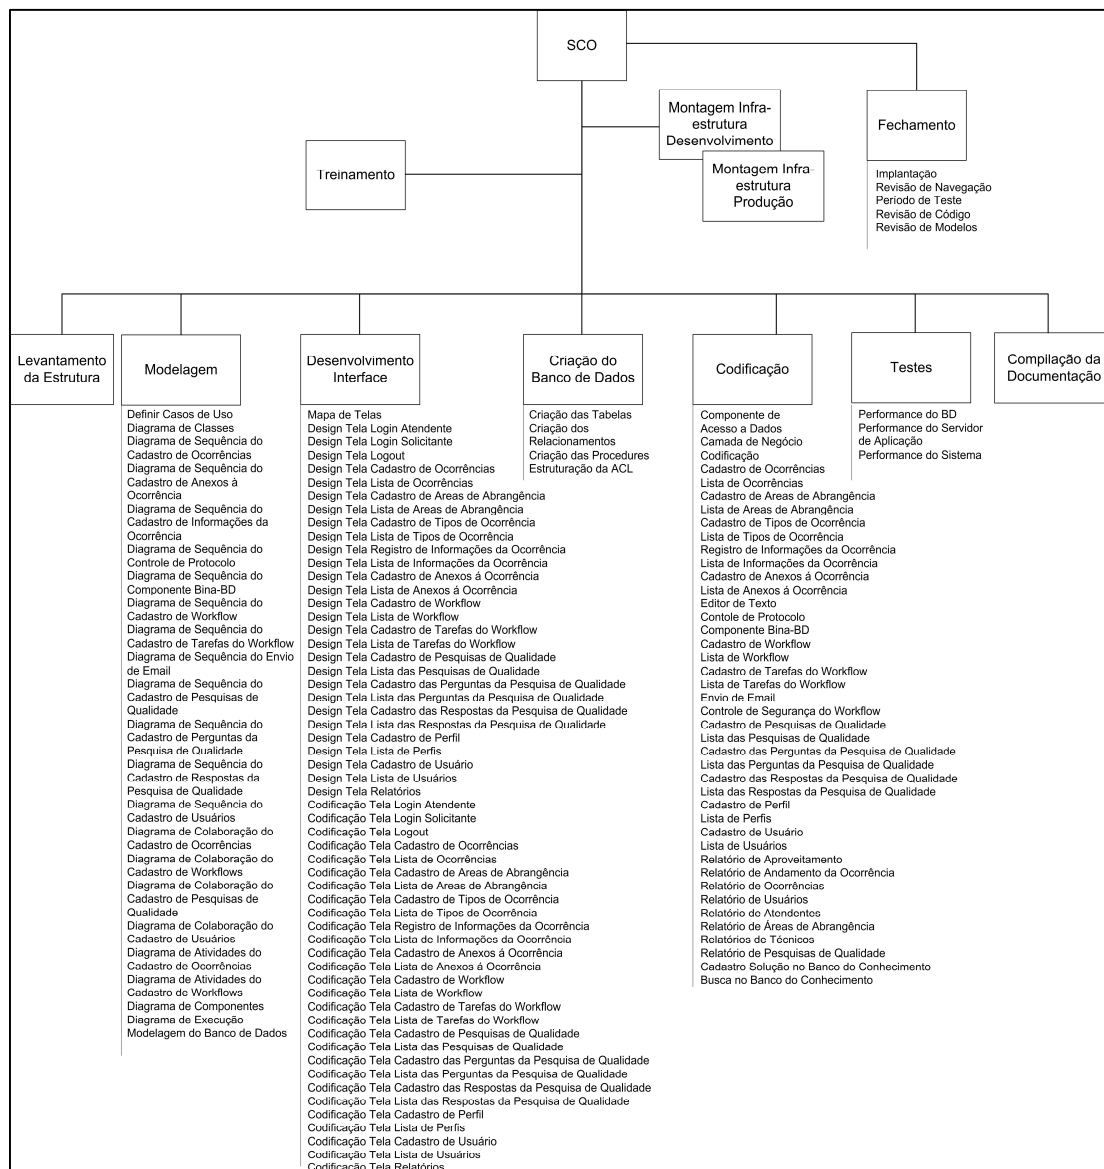 SCO
Montagem Infra-
estrutura
Desenvolvimento
Fechamento
Treinamento
Montagem Infra-
estrutura
Produção
Implantação
Revisão de Navegação
Período de Teste
Revisão de Código
Revisão de Modelos
Levantamento
da Estrutura
Modelagem
Definir Casos de Uso
Diagrama de Classes
Diagrama de Sequência do
Cadastro de Ocorrências
Diagrama de Sequência do
Cadastro de Anexos à
Ocorrência
Diagrama de Sequência do
Cadastro de Informações da
Ocorrência
Diagrama de Sequência do
Controle de Protocolo
Diagrama de Sequência do
Componente Bina-BD
Diagrama de Sequência do
Cadastro de Workflow
Diagrama de Sequência do
Cadastro de Tarefas do Workflow
Diagrama de Sequência do Envio
de Email
Diagrama de Sequência do
Cadastro de Pesquisas de
Qualidade
Diagrama de Sequência do
Cadastro de Perguntas da
Pesquisa de Qualidade
Diagrama de Sequência do
Cadastro de Respostas da
Pesquisa de Qualidade
Diagrama de Sequência do
Cadastro de Usuários
Diagrama de Colaboração do
Cadastro de Ocorrências
Diagrama de Colaboração do
Cadastro de Workflows
Diagrama de Colaboração do
Cadastro de Pesquisas de
Qualidade
Diagrama de Colaboração do
Cadastro de Usuários
Diagrama de Atividades do
Cadastro de Ocorrências
Diagrama de Atividades do
Cadastro de Workflows
Diagrama de Componentes
Diagrama de Execução
Modelagem do Banco de Dados
Desenvolvimento
Interface
Mapa de Telas
Design Tela Login Atendente
Design Tela Login Solicitante
Design Tela Logout
Design Tela Cadastro de Ocorrências
Design Tela Lista de Ocorrências
Design Tela Cadastro de Areas de Abrangência
Design Tela Lista de Areas de Abrangência
Design Tela Cadastro de Tipos de Ocorrência
Design Tela Lista de Tipos de Ocorrência
Design Tela Registro de Informações da Ocorrência
Design Tela Lista de Informações da Ocorrência
Design Tela Cadastro de Anexos á Ocorrência
Design Tela Lista de Anexos á Ocorrência
Design Tela Cadastro de Workflow
Design Tela Lista de Workflow
Design Tela Cadastro de Tarefas do Workflow
Design Tela Lista de Tarefas do Workflow
Design Tela Cadastro de Pesquisas de Qualidade
Design Tela Lista das Pesquisas de Qualidade
Design Tela Cadastro das Perguntas da Pesquisa de Qualidade
Design Tela Lista das Perguntas da Pesquisa de Qualidade
Design Tela Cadastro das Respostas da Pesquisa de Qualidade
Design Tela Lista das Respostas da Pesquisa de Qualidade
Design Tela Cadastro de Perfil
Design Tela Lista de Perfis
Design Tela Cadastro de Usuário
Design Tela Lista de Usuários
Design Tela Relatórios
Codificação Tela Login Atendente
Codificação Tela Login Solicitante
Codificação Tela Logout
Codificação Tela Cadastro de Ocorrências
Codificação Tela Lista de Ocorrências
Codificação Tela Cadastro de Areas de Abrangência
Codificação Tela Lista de Areas de Abrangência
Codificação Tela Cadastro de Tipos de Ocorrência
Codificação Tela Lista de Tipos de Ocorrência
Codificação Tela Registro de Informações da Ocorrência
Codificação Tela Lista de Informações da Ocorrência
Codificação Tela Cadastro de Anexos á Ocorrência
Codificação Tela Lista de Anexos á Ocorrência
Codificação Tela Cadastro de Workflow
Codificação Tela Lista de Workflow
Codificação Tela Cadastro de Tarefas do Workflow
Codificação Tela Lista de Tarefas do Workflow
Codificação Tela Cadastro de Pesquisas de Qualidade
Codificação Tela Lista das Pesquisas de Qualidade
Codificação Tela Cadastro das Perguntas da Pesquisa de Qualidade
Codificação Tela Lista das Perguntas da Pesquisa de Qualidade
Codificação Tela Cadastro das Respostas da Pesquisa de Qualidade
Codificação Tela Lista das Respostas da Pesquisa de Qualidade
Codificação Tela Cadastro de Perfil
Codificação Tela Lista de Perfis
Codificação Tela Cadastro de Usuário
Codificação Tela Lista de Usuários
Codificação Tela Relatórios
Criação do
Banco de Dados
Criação das Tabelas
Criação dos
Relacionamentos
Criação das Procedures
Estruturação da ACL
Codificação
Componente de
Acesso a Dados
Camada de Negócio
Codificação
Cadastro de Ocorrências
Lista de Ocorrências
Cadastro de Areas de Abrangência
Lista de Areas de Abrangência
Cadastro de Tipos de Ocorrência
Lista de Tipos de Ocorrência
Registro de Informações da Ocorrência
Lista de Informações da Ocorrência
Cadastro de Anexos á Ocorrência
Lista de Anexos á Ocorrência
Editor de Texto
Contole de Protocolo
Componente Bina-BD
Cadastro de Workflow
Lista de Workflow
Cadastro de Tarefas do Workflow
Lista de Tarefas do Workflow
Envio de Email
Controle de Segurança do Workflow
Cadastro de Pesquisas de Qualidade
Lista das Pesquisas de Qualidade
Cadastro das Perguntas da Pesquisa de Qualidade
Lista das Perguntas da Pesquisa de Qualidade
Cadastro das Respostas da Pesquisa de Qualidade
Lista das Respostas da Pesquisa de Qualidade
Cadastro de Perfil
Lista de Perfis
Cadastro de Usuário
Lista de Usuários
Relatório de Aproveitamento
Relatório de Andamento da Ocorrência
Relatório de Ocorrências
Relatório de Usuários
Relatório de Atendentes
Relatório de Áreas de Abrangência
Relatórios de Técnicos
Relatório de Pesquisas de Qualidade
Cadastro Solução no Banco do Conhecimento
Busca no Banco do Conhecimento
Testes
Performance do BD
Performance do Servidor
de Aplicação
Performance do Sistema
Compilação da
Documentação